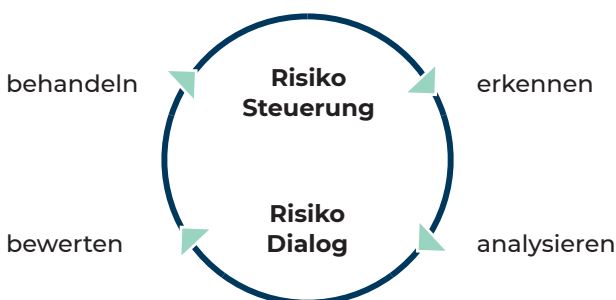 behandeln
Risiko
Steuerung
erkennen
bewerten
Risiko
Dialog
analysieren